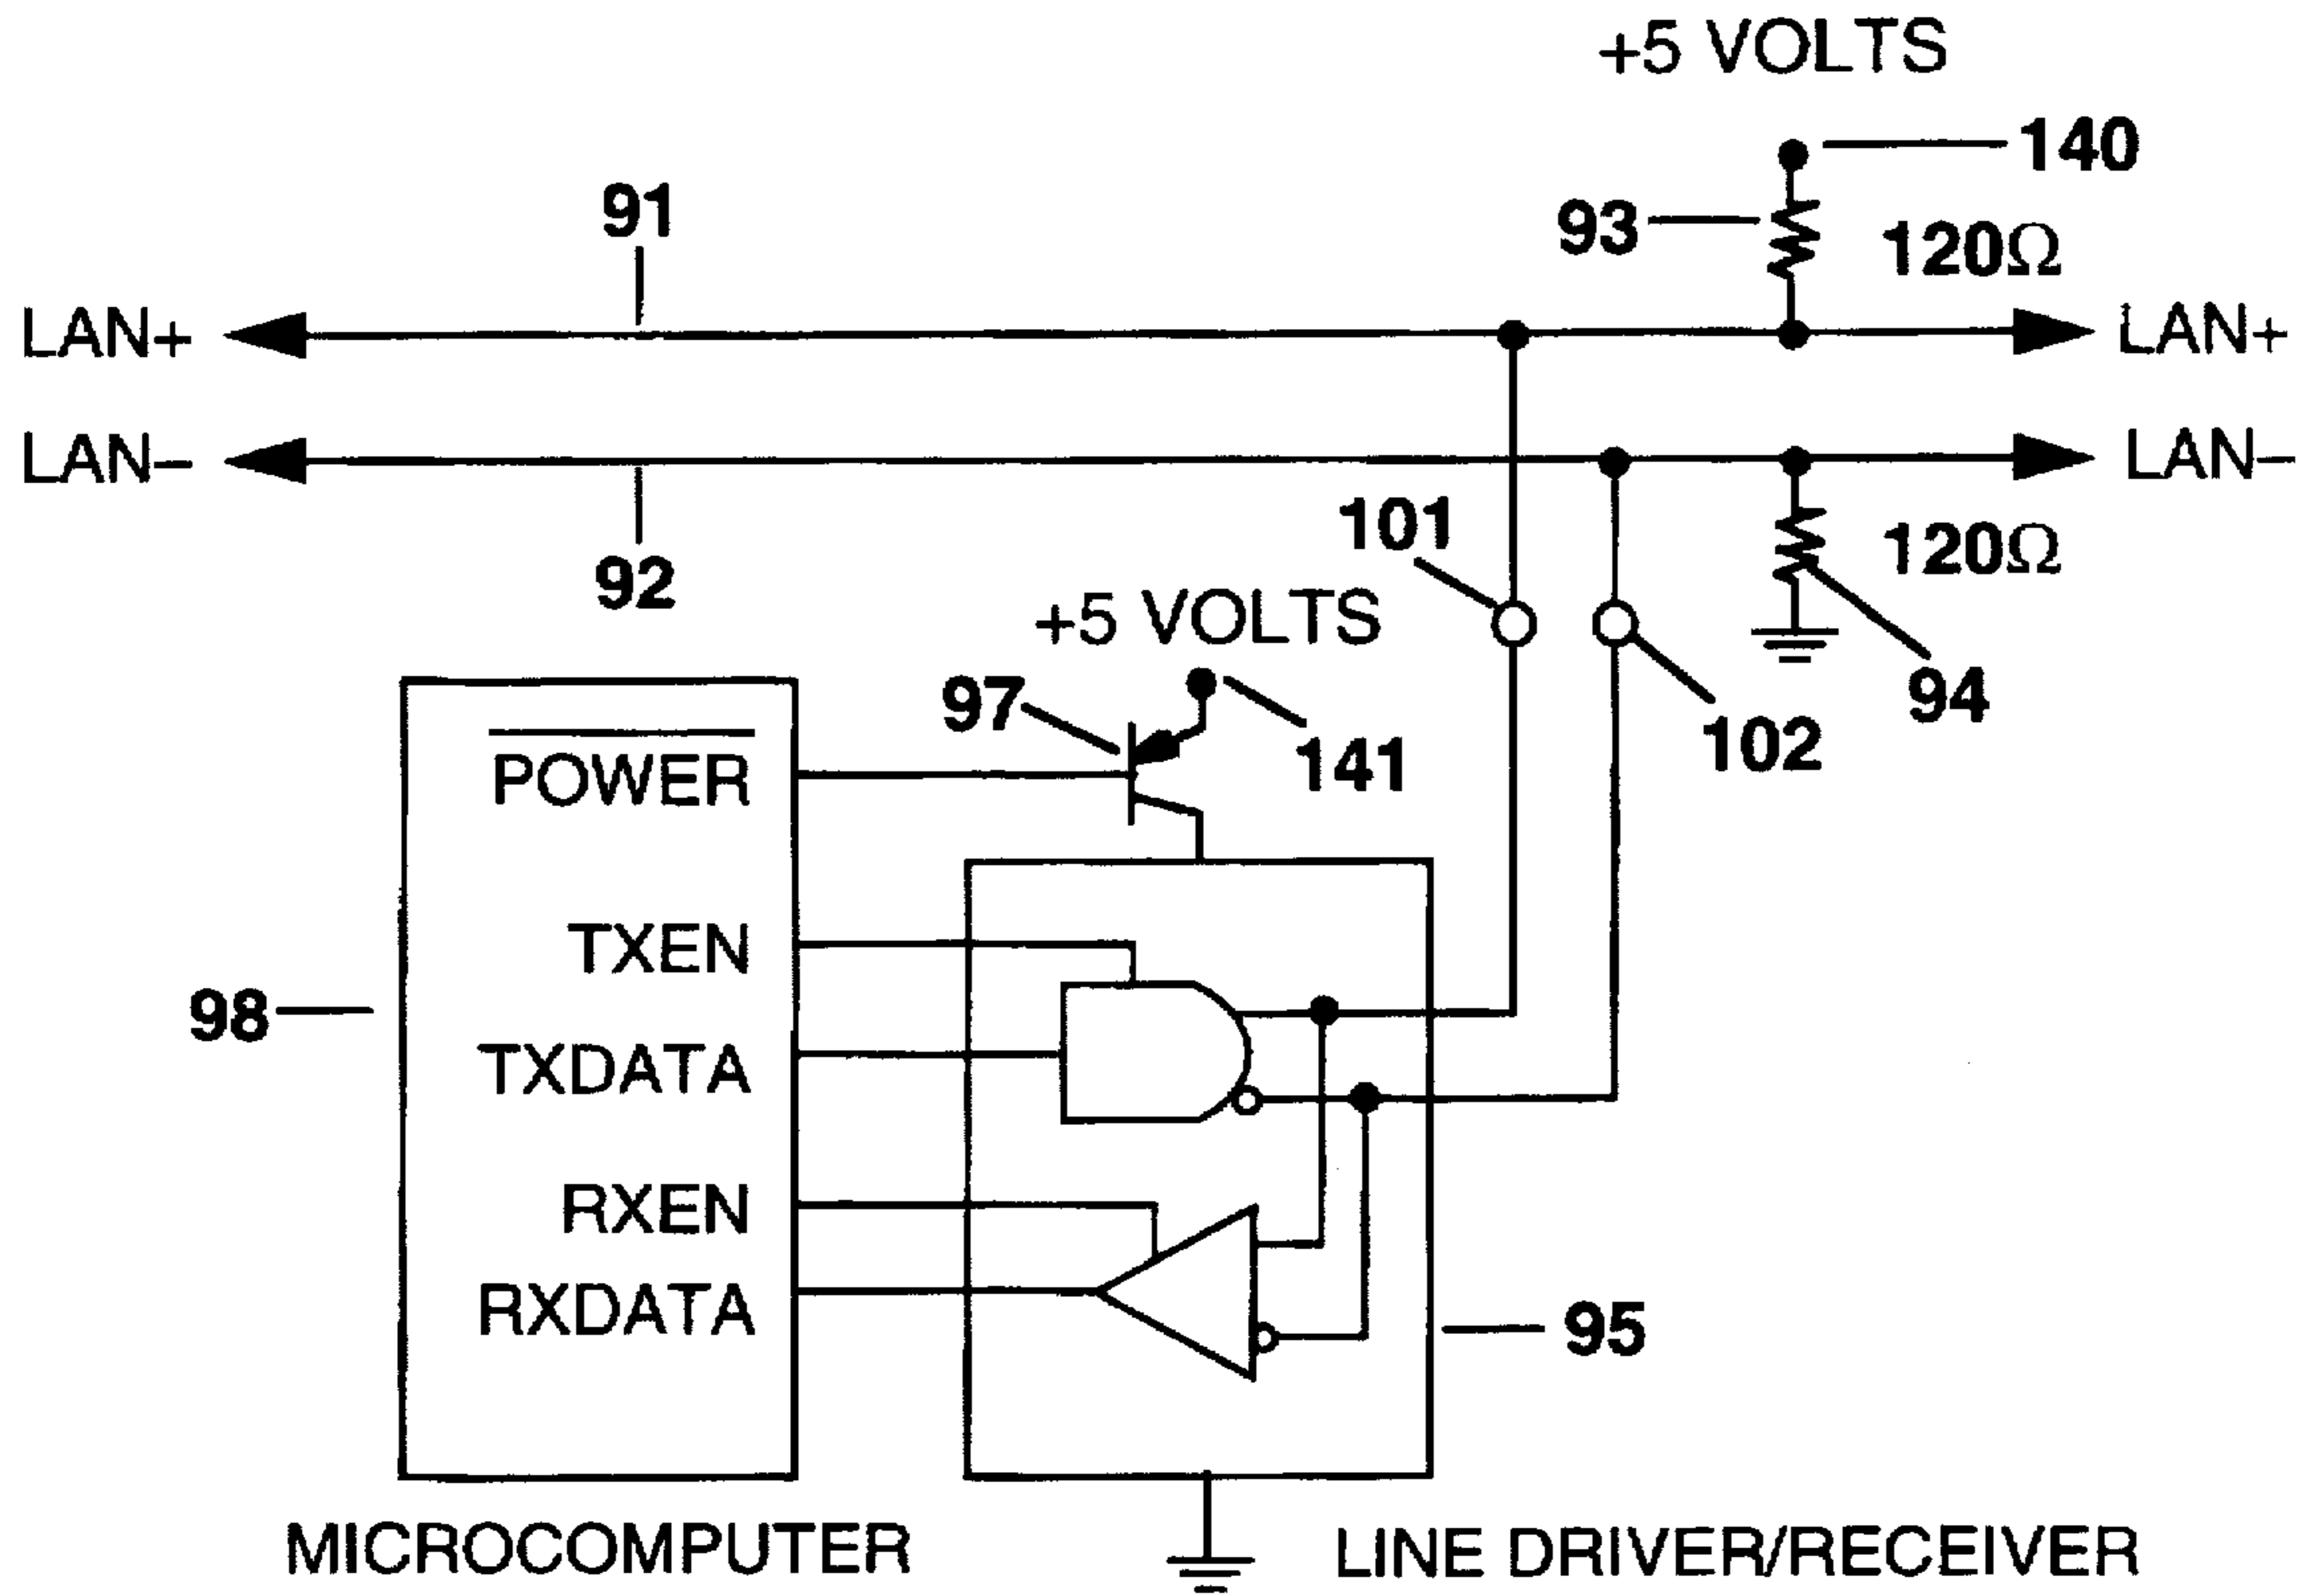 +5 VOLTS
140
91
93
120Ω
LAN+
LAN+
LAN−
LAN−
101
120Ω
92
+5 VOLTS
97
94
102
141
POWER
TXEN
98
TXDATA
RXEN
RXDATA
95
MICROCOMPUTER
LINE DRIVER/RECEIVER